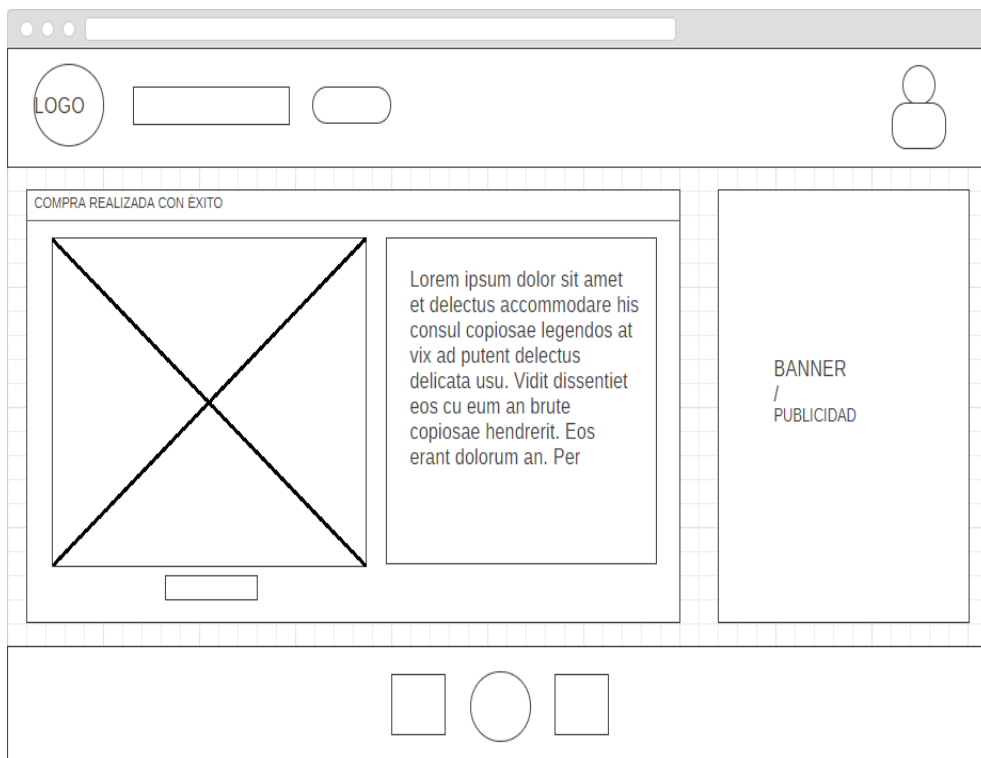 LOGO
COMPRA REALIZADA CON ÉXITO
Lorem ipsum dolor sit amet
et delectus accommodare his
consul copiosae legendos at
vix ad putent delectus
delicata usu. Vidit dissentiet
eos cu eum an brute
copiosae hendrerit. Eos
erant dolorum an. Per
BANNER
/
PUBLICIDAD